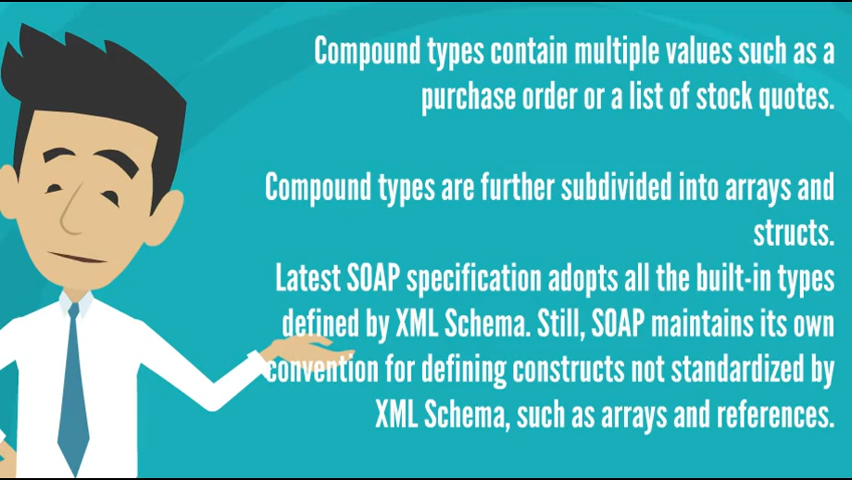 Compound types contain multiple values such as a
purchase order or a list of stock quotes.
Compound types are further subdivided into arrays and
structs.
Latest SOAP specification adopts all the built-in types
defined by XML Schema. Still, SOAP maintains its own
convention for defining constructs not standardized by
XML Schema, such as arrays and references.